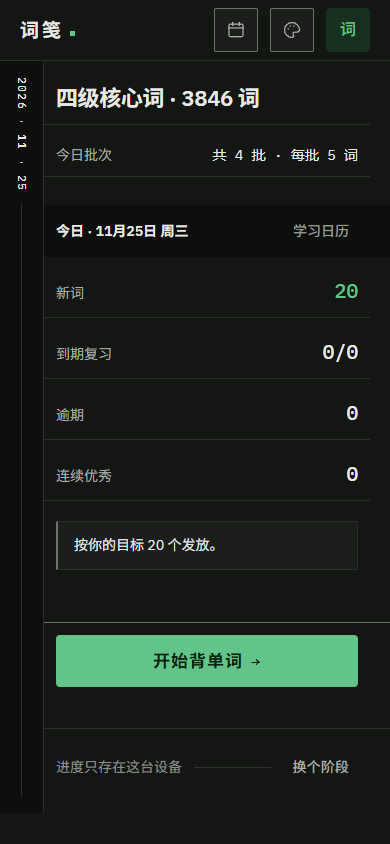 词笺
词
2026 · 11 · 25
四级核心词 · 3846 词
今日批次 共 4 批 · 每批 5 词
今日 · 11月25日 周三 学习日历
新词 20
到期复习 0/0
逾期 0
连续优秀 0
按你的目标 20 个发放。
开始背单词 →
进度只存在这台设备 换个阶段